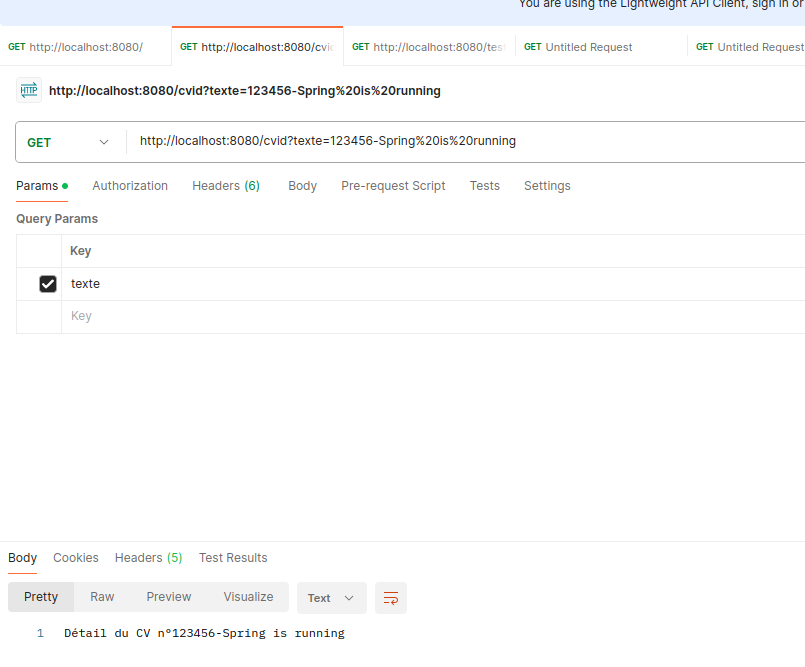 You are using the Lightweight API Client, sign in or
GET http://localhost:8080/
GET http://localhost:8080/cvid
GET http://localhost:8080/tes
GET Untitled Request
GET Untitled Request
HTTP http://localhost:8080/cvid?texte=123456-Spring%20is%20running
GET http://localhost:8080/cvid?texte=123456-Spring%20is%20running
Params Authorization Headers (6) Body Pre-request Script Tests Settings
Query Params
Key
texte
Key
Body Cookies Headers (5) Test Results
Pretty Raw Preview Visualize Text
1 Détail du CV n°123456-Spring is running